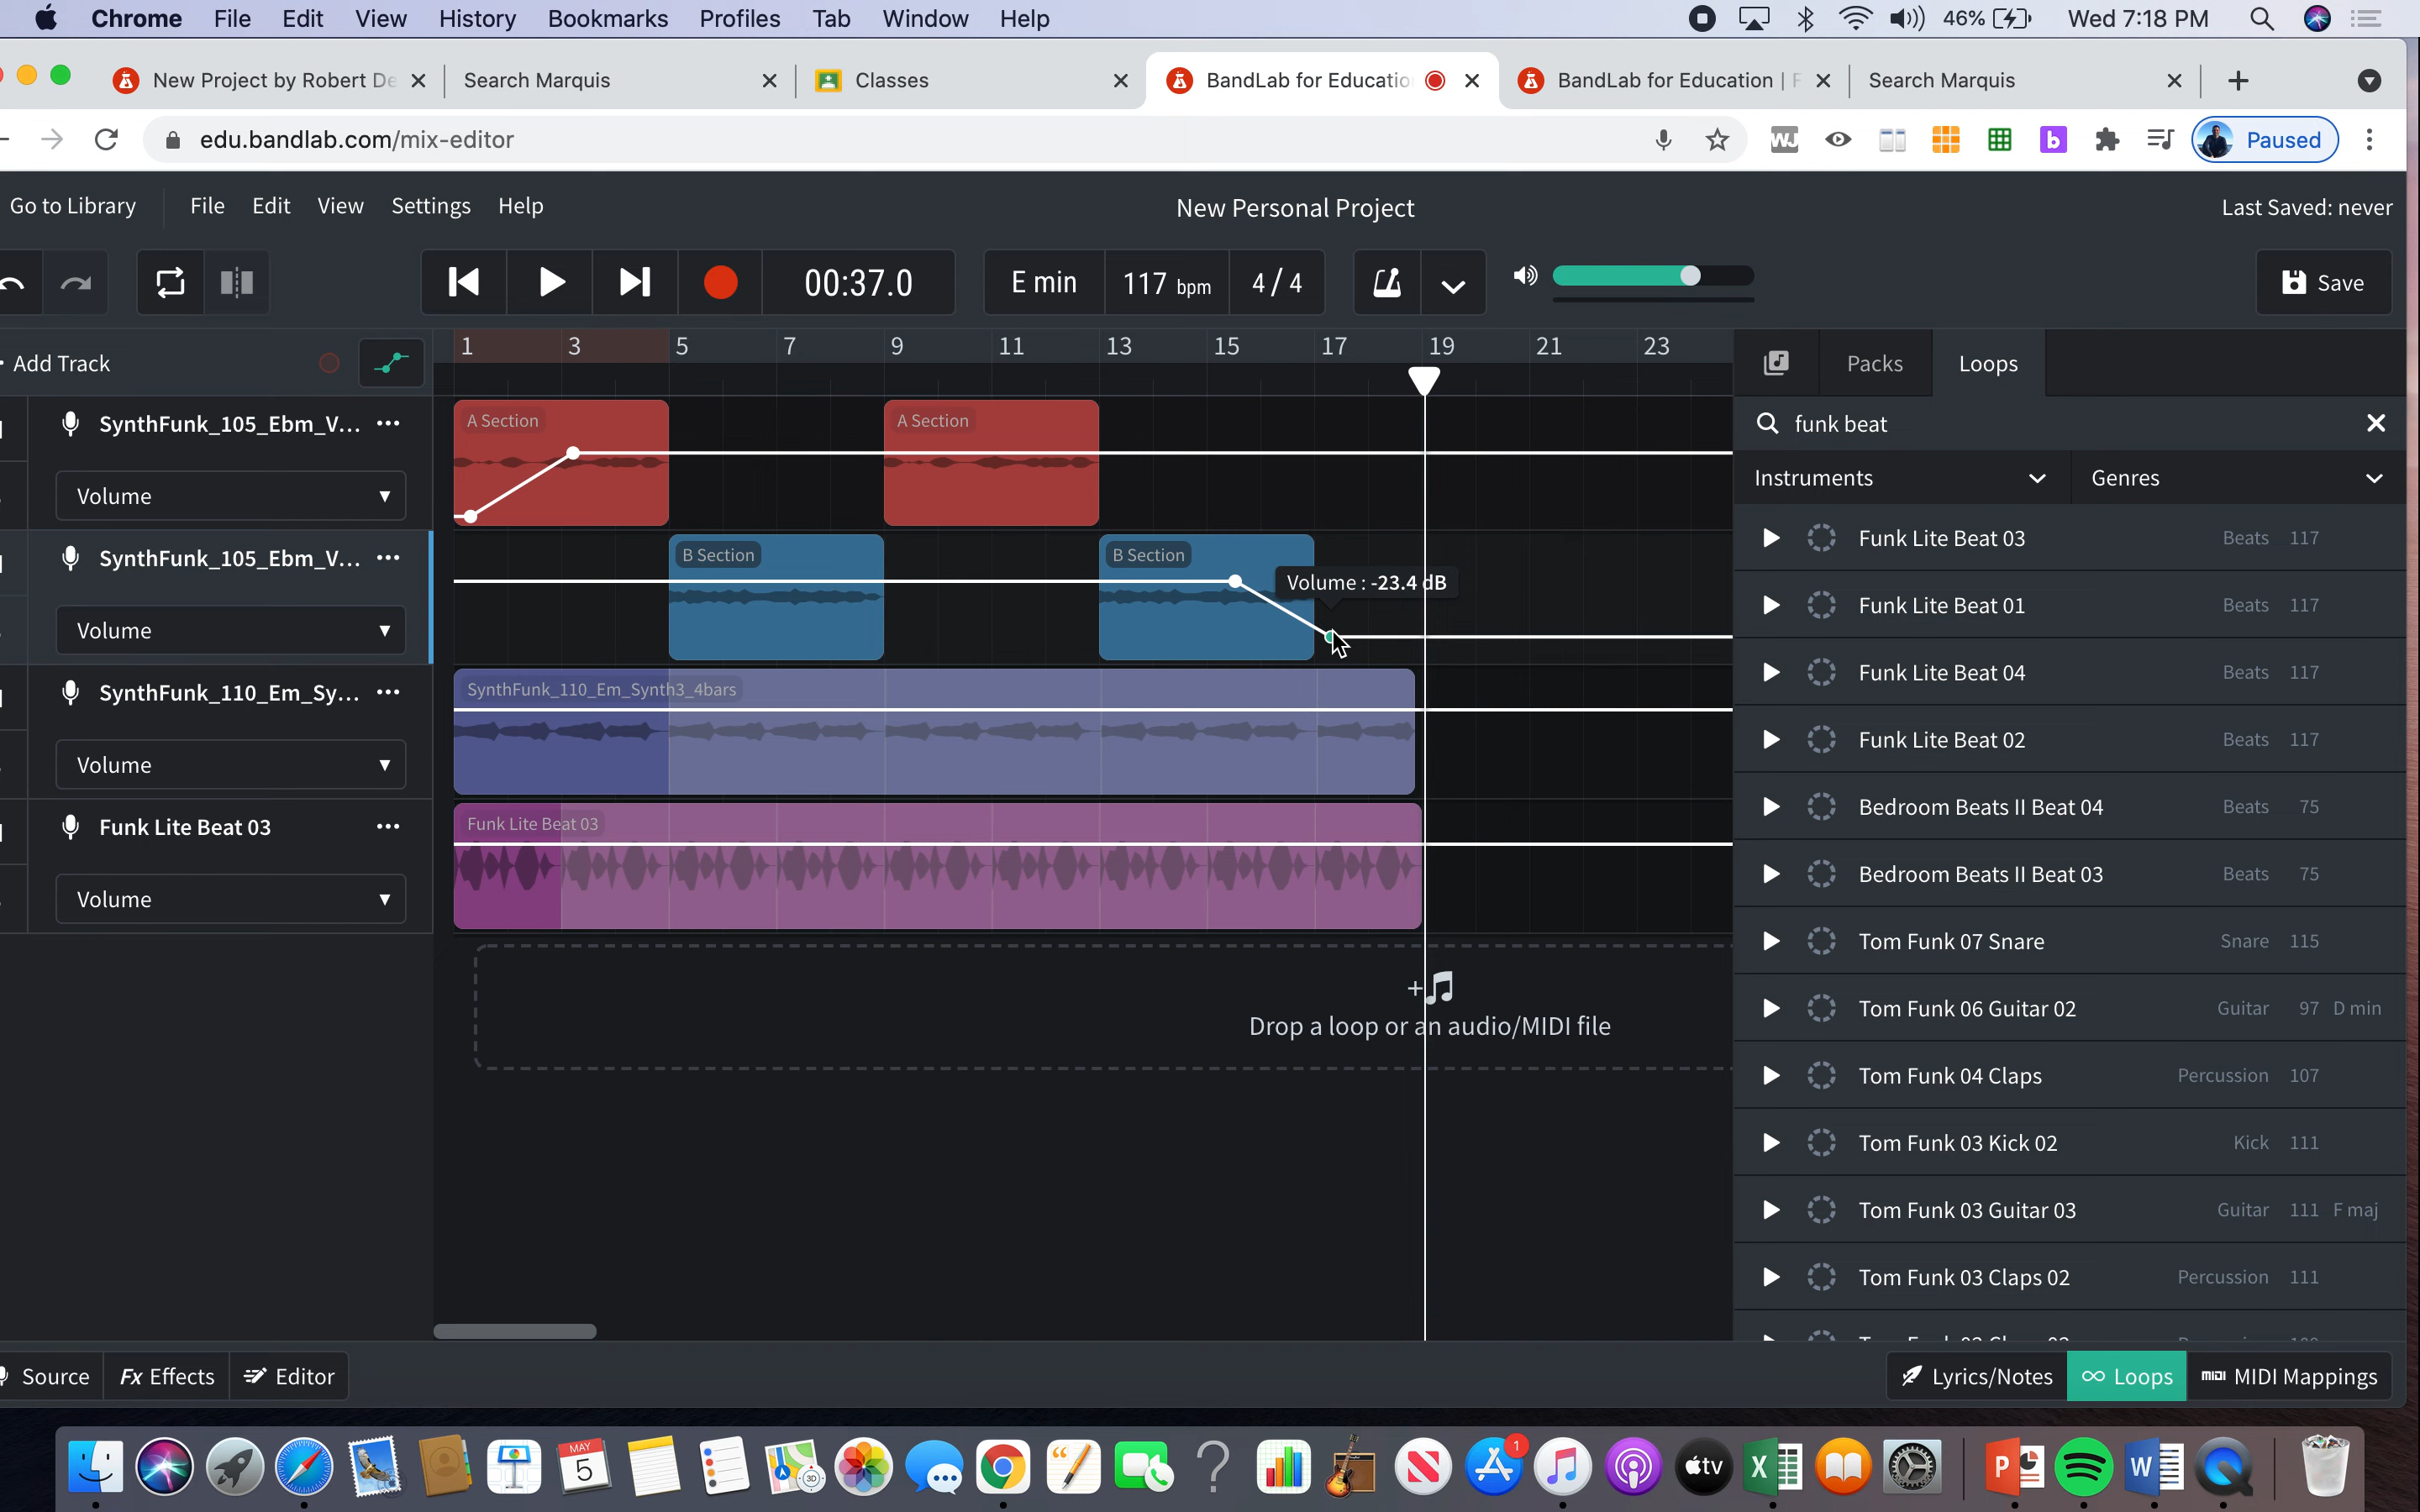 Chrome File Edit View History Bookmarks Profiles Tab Window Help 46% Wed 7:18 PM
New Project by Robert De Search Marquis Classes BandLab for Educatio BandLab for Education | Search Marquis
edu.bandlab.com/mix-editor WJ b Paused
Go to Library File Edit View Settings Help New Personal Project Last Saved: never
00:37.0 E min 117 bpm 4 / 4 Save
Add Track 1 3 5 7 9 11 13 15 17 19 21 23 Packs Loops
SynthFunk_105_Ebm_V... A Section A Section funk beat
Volume Instruments Genres
SynthFunk_105_Ebm_V... B Section B Section
Volume : -23.4 dB
Volume
SynthFunk_110_Em_Sy... SynthFunk_110_Em_Synth3_4bars
Volume
Funk Lite Beat 03 Funk Lite Beat 03
Volume
Drop a loop or an audio/MIDI file
Funk Lite Beat 03 Beats 117
Funk Lite Beat 01 Beats 117
Funk Lite Beat 04 Beats 117
Funk Lite Beat 02 Beats 117
Bedroom Beats II Beat 04 Beats 75
Bedroom Beats II Beat 03 Beats 75
Tom Funk 07 Snare Snare 115
Tom Funk 06 Guitar 02 Guitar 97 D min
Tom Funk 04 Claps Percussion 107
Tom Funk 03 Kick 02 Kick 111
Tom Funk 03 Guitar 03 Guitar 111 F maj
Tom Funk 03 Claps 02 Percussion 111
Source Fx Effects Editor Lyrics/Notes Loops MIDI MIDI Mappings
MAY
5
3D
1
tv
X
P
W